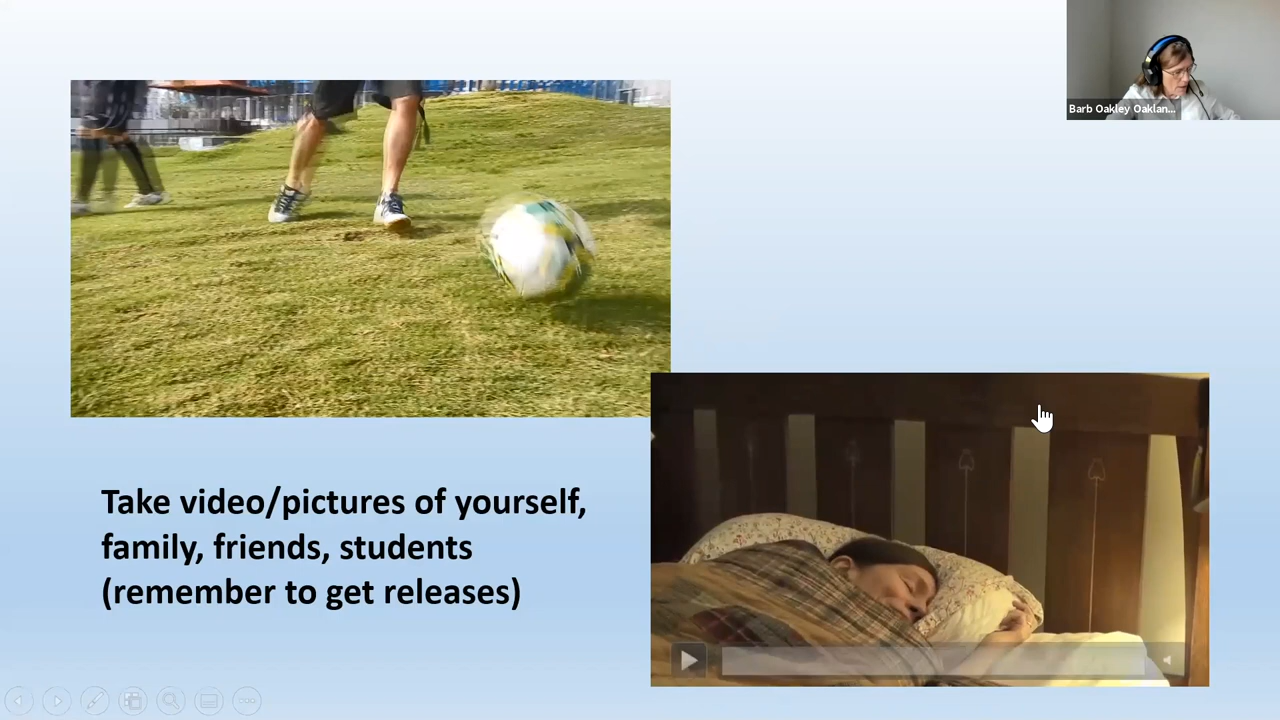 Barb Oakley Oaklan...
Take video/pictures of yourself,
family, friends, students
(remember to get releases)